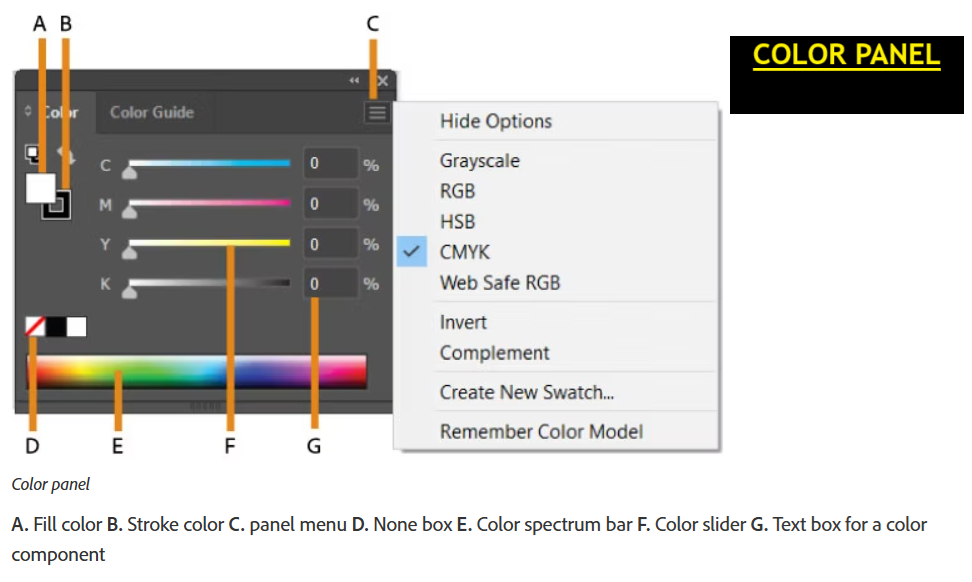 A B C
COLOR PANEL
Color Color Guide
Hide Options
Grayscale
C 0 %
RGB
M 0 %
HSB
Y 0 %
CMYK
K 0 %
Web Safe RGB
Invert
Complement
Create New Swatch...
Remember Color Model
D E F G
Color panel
A. Fill color B. Stroke color C. panel menu D. None box E. Color spectrum bar F. Color slider G. Text box for a color
component